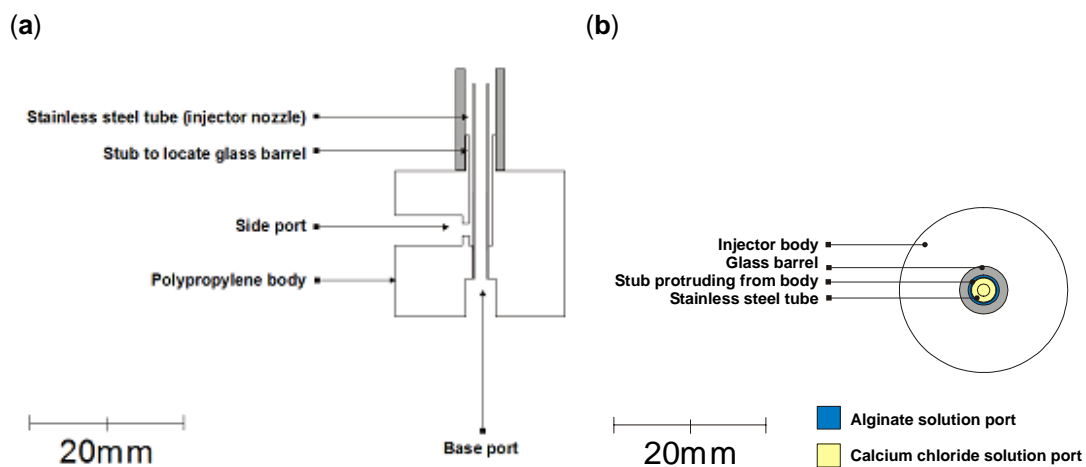 (a)
(b)
Stainless steel tube (injector nozzle)
Stub to locate glass barrel
Side port
Polypropylene body
20mm
Base port
Injector body
Glass barrel
Stub protruding from body
Stainless steel tube
20mm
Alginate solution port
Calcium chloride solution port